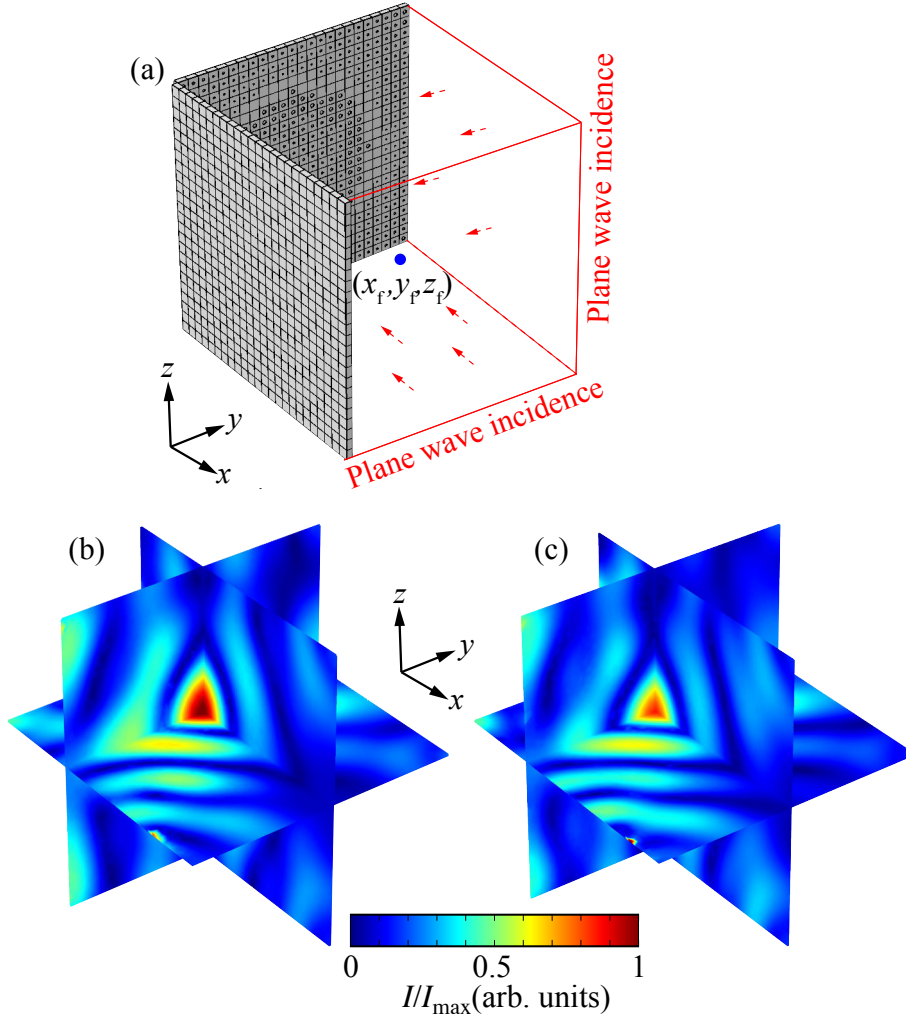 (a)
Plane wave incidence
(xf,yf,zf)
z
y
x
Plane wave incidence
(b)
(c)
z
y
x
0
0.5
1
I/Imax(arb. units)